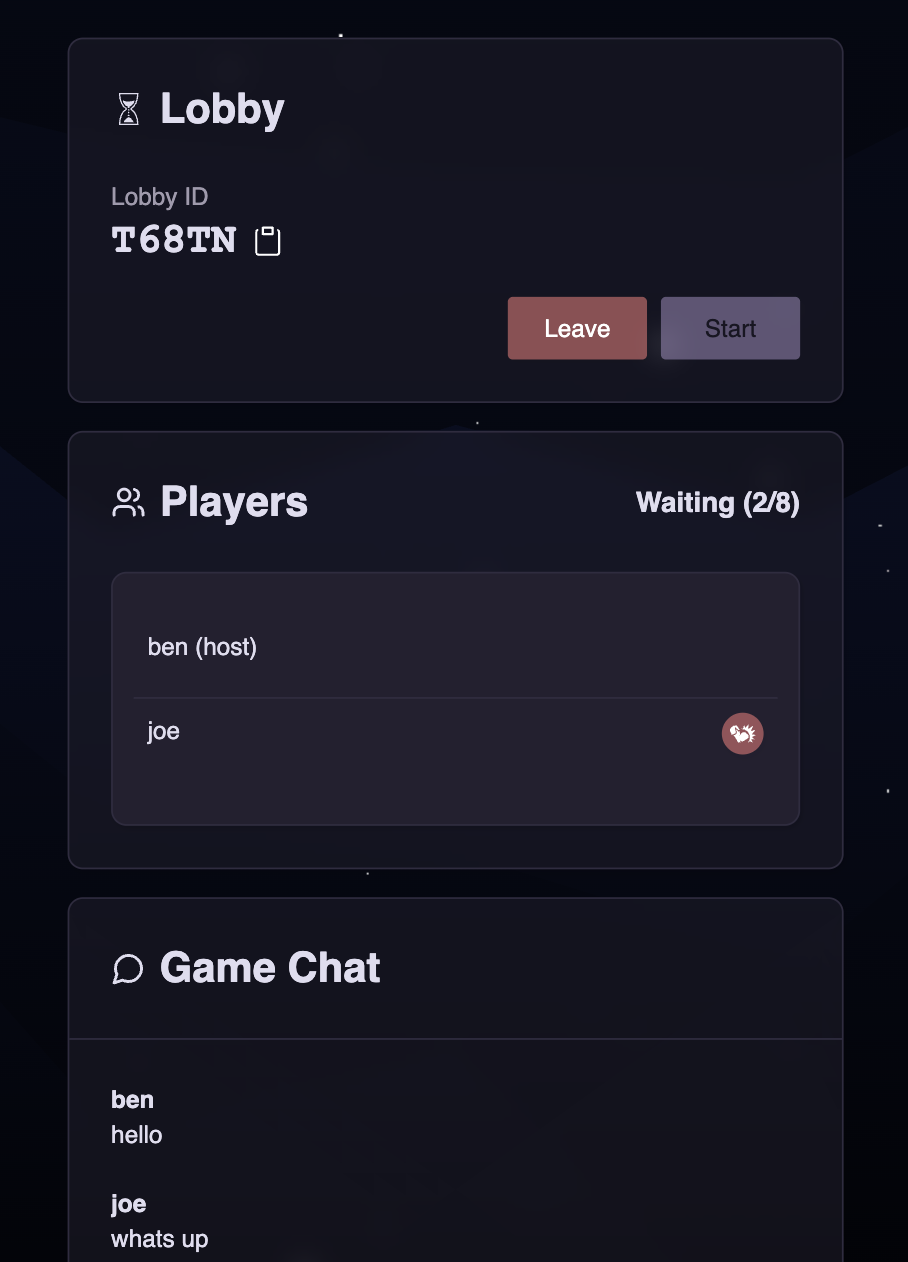 Lobby
Lobby ID
T68TN
Leave
Start
Players
Waiting (2/8)
ben (host)
joe
Game Chat
ben
hello
joe
whats up